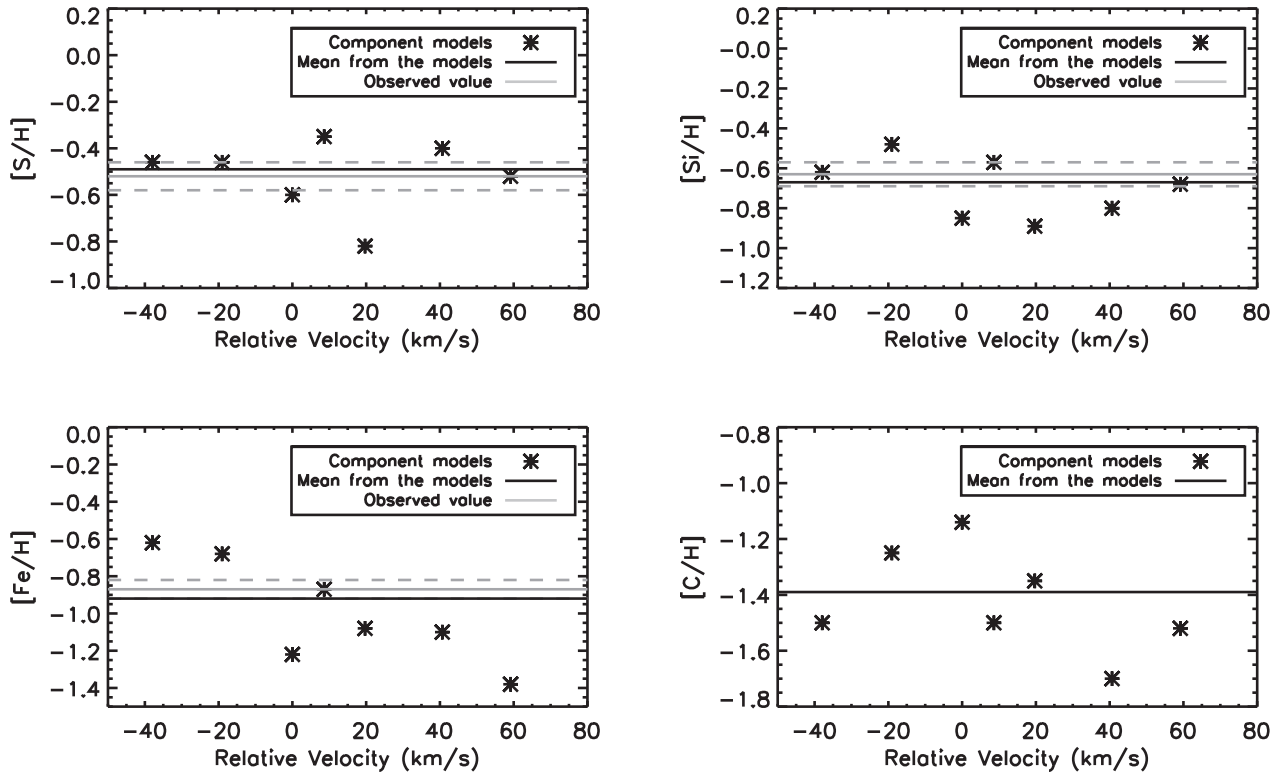 0.2
0.0
−0.2
−0.4
−0.6
−0.8
−1.0
[S/H]
Component models
Mean from the models
Observed value
−40 −20 0 20 40 60 80
Relative Velocity (km/s)
0.2
−0.0
−0.2
−0.4
−0.6
−0.8
−1.0
−1.2
[Si/H]
Component models
Mean from the models
Observed value
−40 −20 0 20 40 60 80
Relative Velocity (km/s)
0.0
−0.2
−0.4
−0.6
−0.8
−1.0
−1.2
−1.4
[Fe/H]
Component models
Mean from the models
Observed value
−40 −20 0 20 40 60 80
Relative Velocity (km/s)
−0.8
−1.0
−1.2
−1.4
−1.6
−1.8
[C/H]
Component models
Mean from the models
−40 −20 0 20 40 60 80
Relative Velocity (km/s)